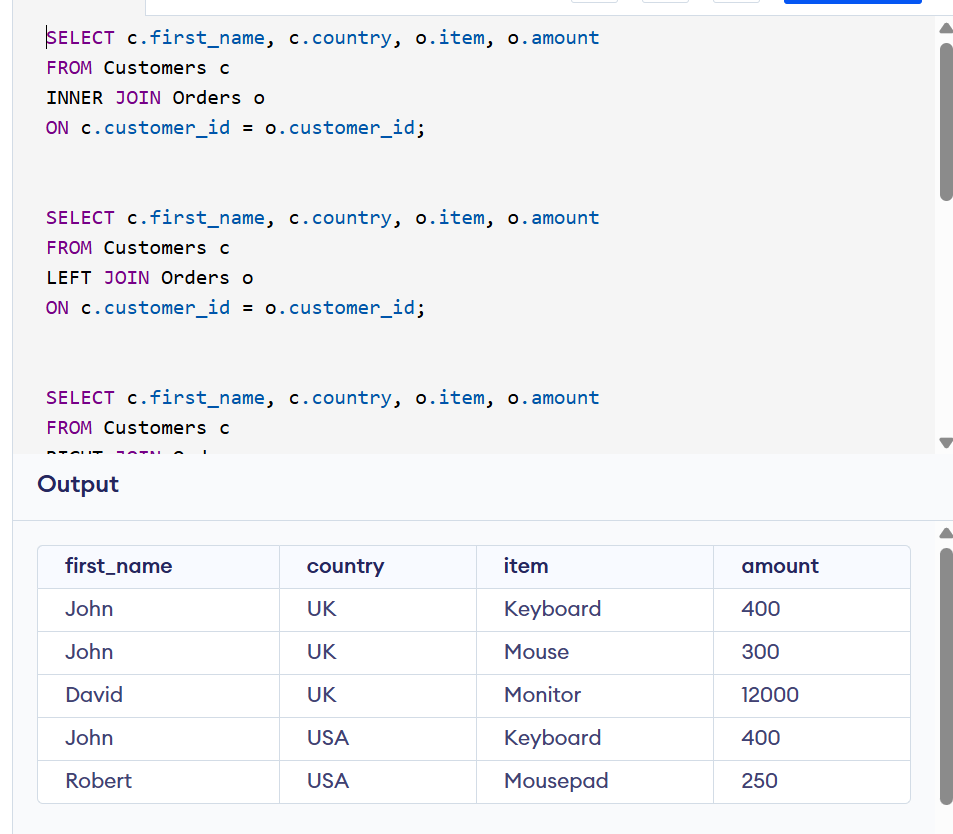 SELECT c.first_name, c.country, o.item, o.amount
FROM Customers c
INNER JOIN Orders o
ON c.customer_id = o.customer_id;
SELECT c.first_name, c.country, o.item, o.amount
FROM Customers c
LEFT JOIN Orders o
ON c.customer_id = o.customer_id;
SELECT c.first_name, c.country, o.item, o.amount
FROM Customers c
Output
first_name country item amount
John UK Keyboard 400
John UK Mouse 300
David UK Monitor 12000
John USA Keyboard 400
Robert USA Mousepad 250